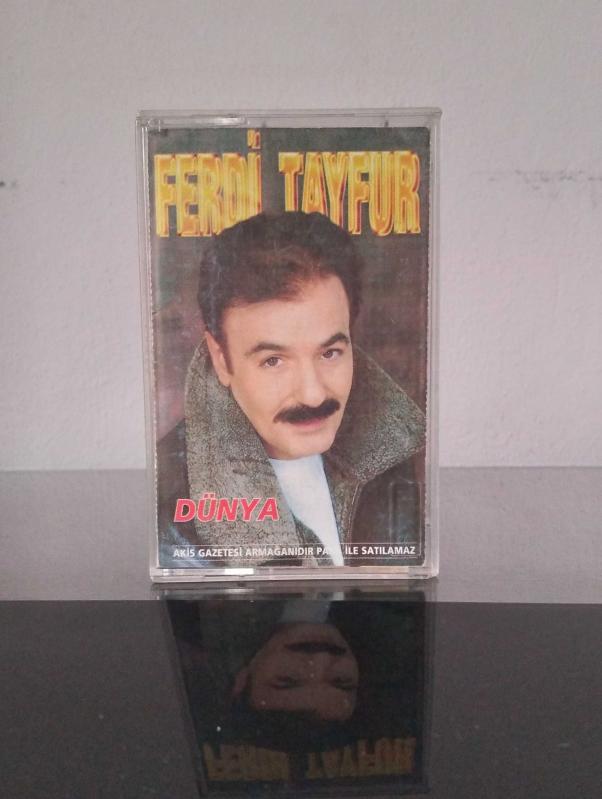 FERDİ TAYFUR
DÜNYA
AKİS GAZETESİ ARMAĞANIDIR İLE SATILAMAZ